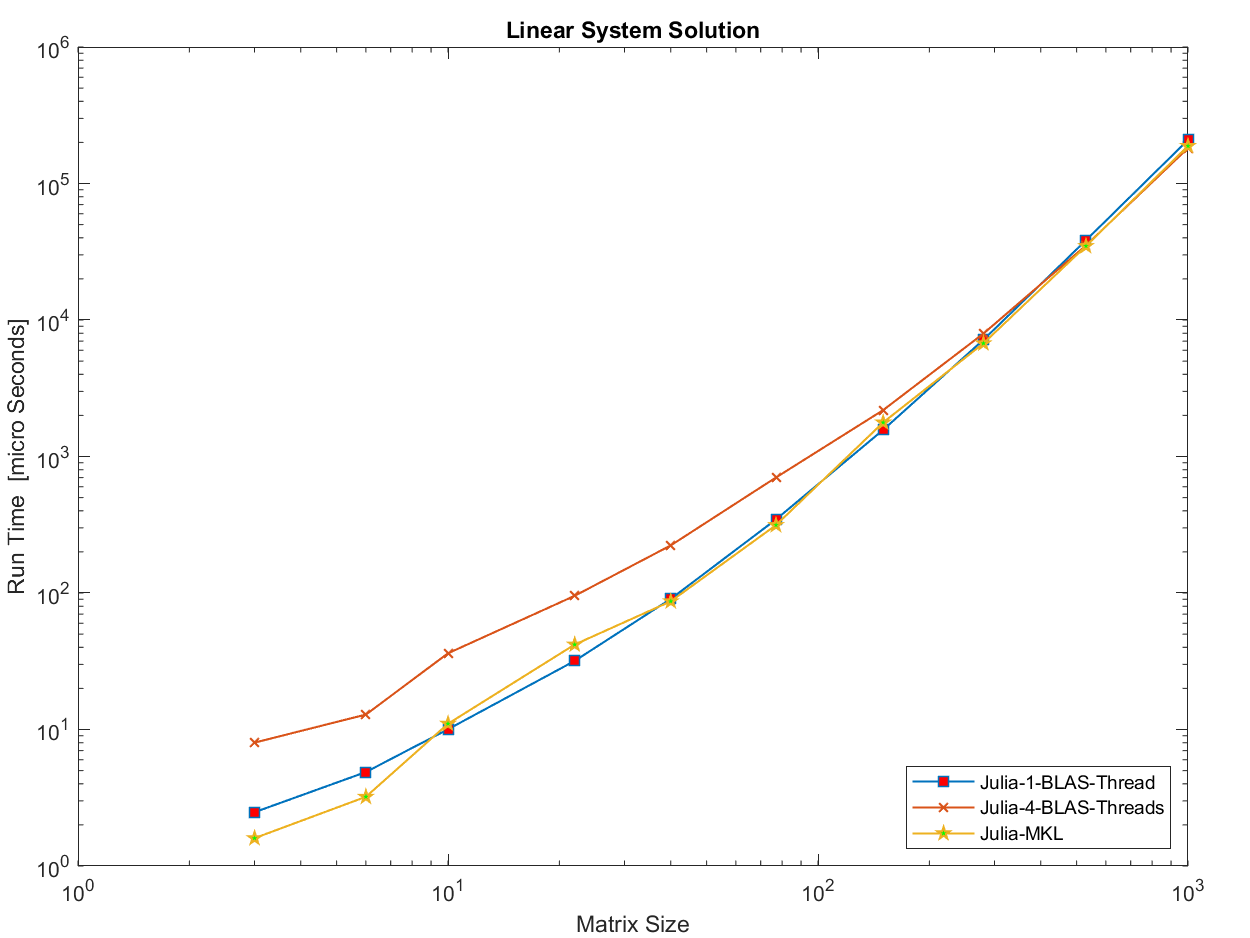 Linear System Solution
10^6
10^5
10^4
10^3
10^2
10^1
10^0
Run Time [micro Seconds]
10^0 10^1 10^2 10^3
Matrix Size
Julia-1-BLAS-Thread
Julia-4-BLAS-Threads
Julia-MKL